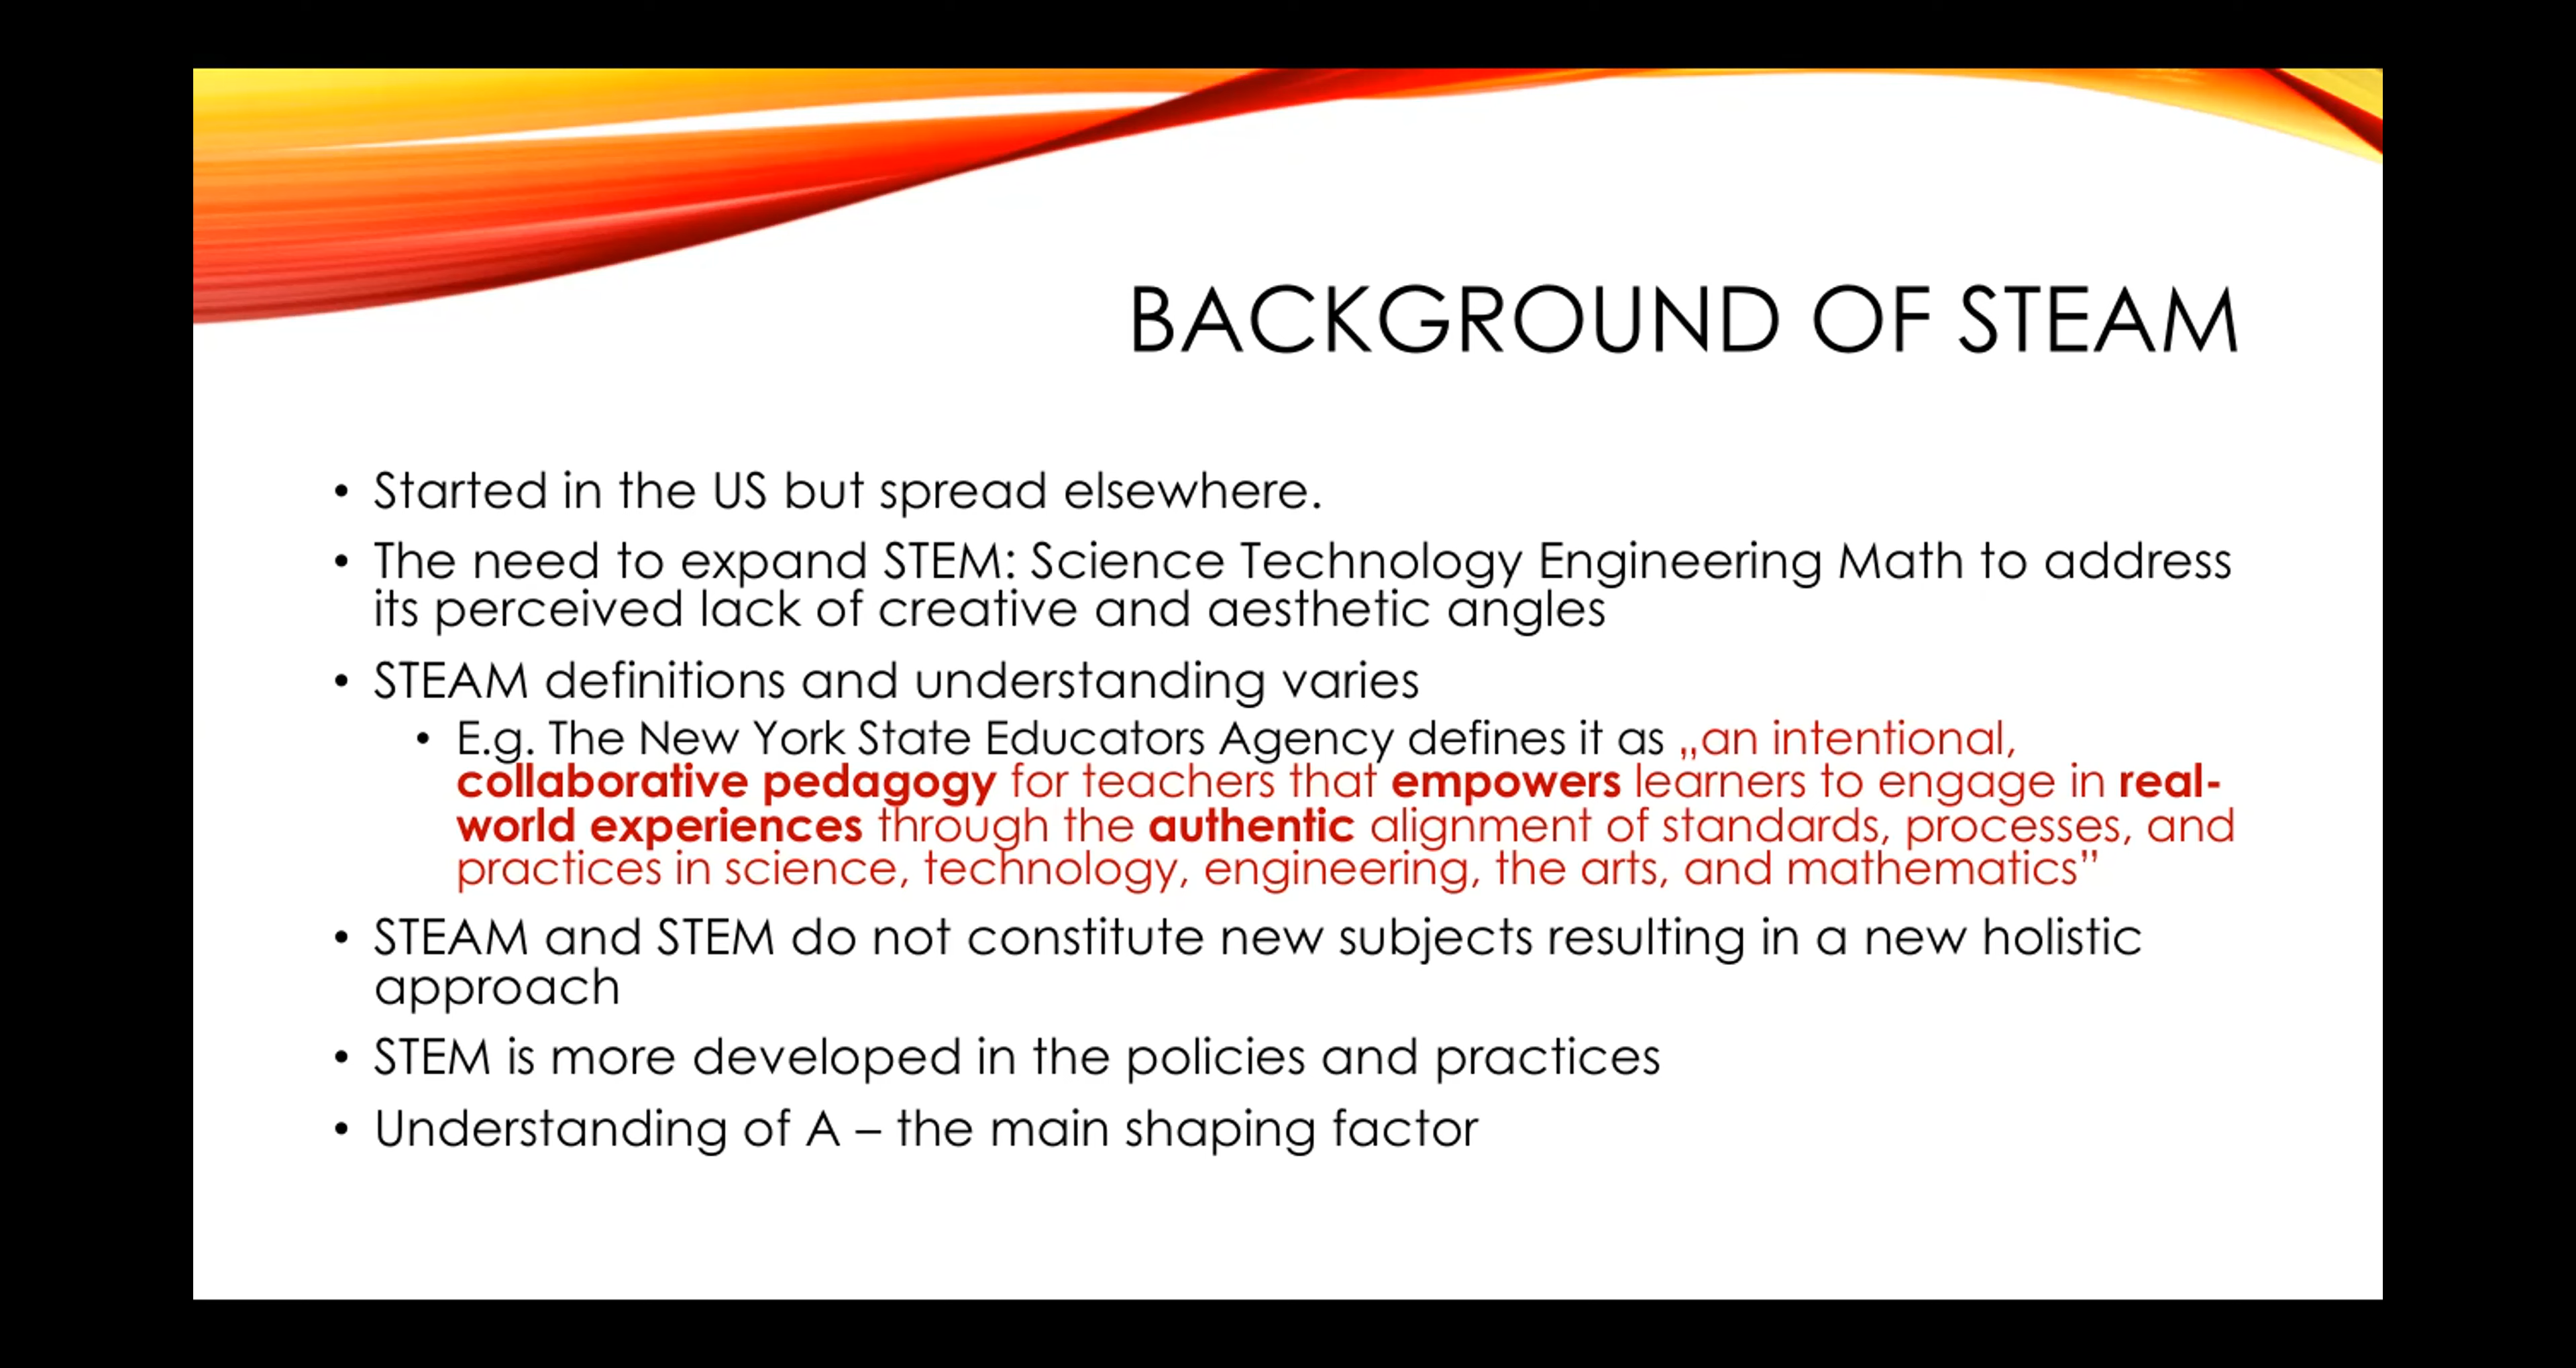 BACKGROUND OF STEAM
• Started in the US but spread elsewhere.
• The need to expand STEM: Science Technology Engineering Math to address
its perceived lack of creative and aesthetic angles
• STEAM definitions and understanding varies
• E.g. The New York State Educators Agency defines it as „an intentional,
collaborative pedagogy for teachers that empowers learners to engage in real-
world experiences through the authentic alignment of standards, processes, and
practices in science, technology, engineering, the arts, and mathematics”
• STEAM and STEM do not constitute new subjects resulting in a new holistic
approach
• STEM is more developed in the policies and practices
• Understanding of A – the main shaping factor